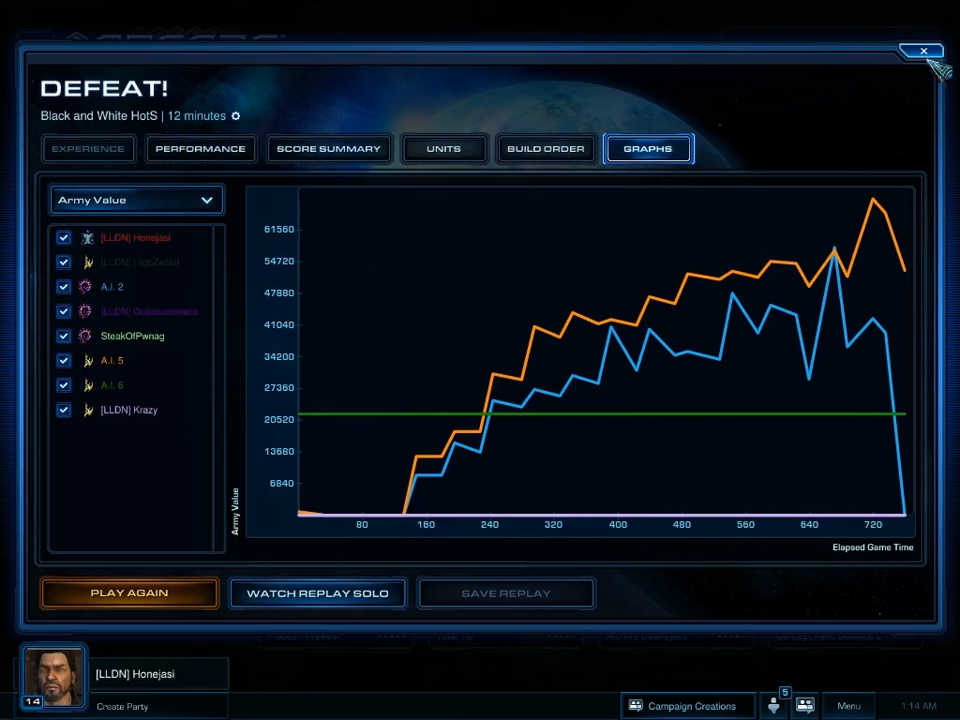 DEFEAT!
Black and White HotS | 12 minutes
EXPERIENCE
PERFORMANCE
SCORE SUMMARY
UNITS
BUILD ORDER
GRAPHS
Army Value
[LLDN] Honejasi
[LLDN] HighZealot
A.I. 2
[LLDN]
SteakOfPwnag
A.I. 5
A.I. 6
[LLDN] Krazy
61560
54720
47880
41040
34200
27360
20520
13680
6840
Army Value
80
160
240
320
400
480
560
640
720
Elapsed Game Time
PLAY AGAIN
WATCH REPLAY SOLO
SAVE REPLAY
14
[LLDN] Honejasi
Create Party
Campaign Creations
5
Menu
1:14 AM